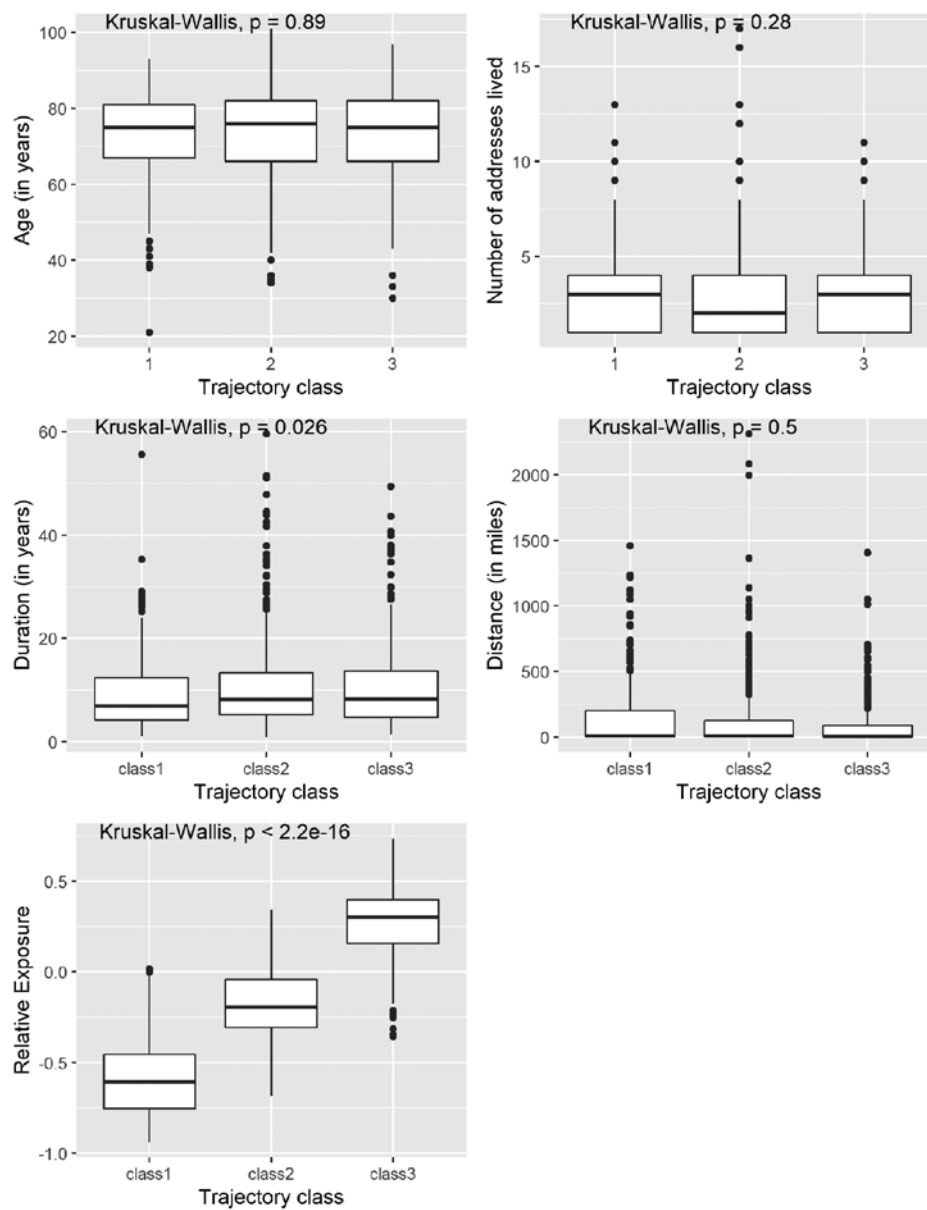 Kruskal-Wallis, p = 0.89
Age (in years)
100
80
60
40
20
1 2 3
Trajectory class
Kruskal-Wallis, p = 0.28
Number of addresses lived
15
10
5
1 2 3
Trajectory class
Kruskal-Wallis, p = 0.026
Duration (in years)
60
40
20
0
class1 class2 class3
Trajectory class
Kruskal-Wallis, p = 0.5
Distance (in miles)
2000
1500
1000
500
0
class1 class2 class3
Trajectory class
Kruskal-Wallis, p < 2.2e-16
Relative Exposure
0.5
0.0
-0.5
-1.0
class1 class2 class3
Trajectory class